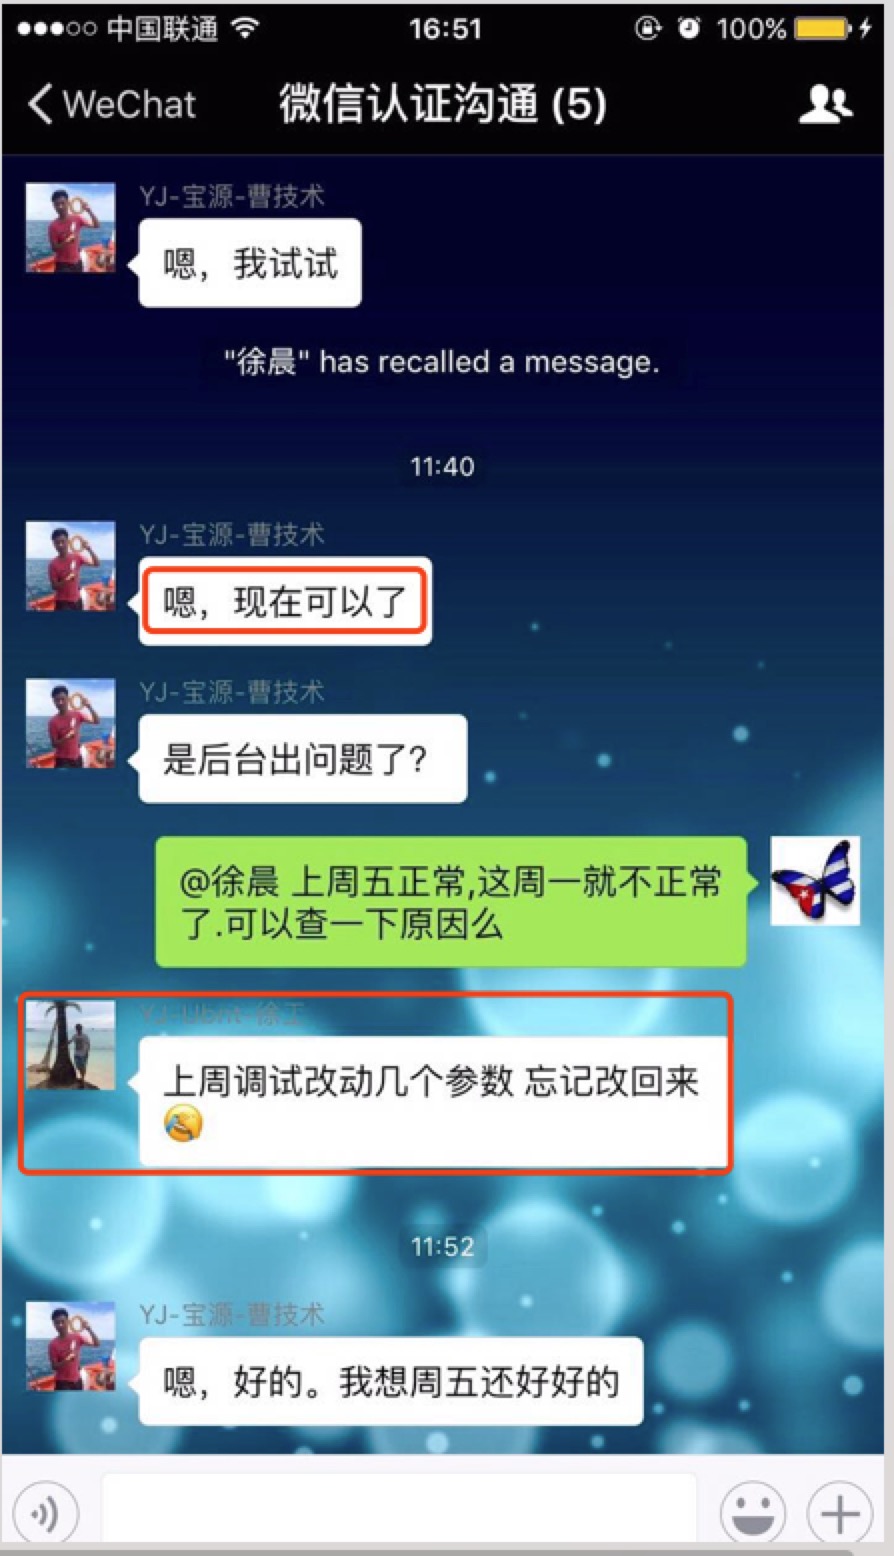 中国联通 16:51 100%
WeChat 微信认证沟通 (5)
YJ-宝源-曹技术
嗯，我试试
"徐晨" has recalled a message.
11:40
YJ-宝源-曹技术
嗯，现在可以了
YJ-宝源-曹技术
是后台出问题了?
@徐晨 上周五正常,这周一就不正常
了.可以查一下原因么
YJ-Ubnt-徐工
上周调试改动几个参数 忘记改回来
11:52
YJ-宝源-曹技术
嗯，好的。我想周五还好好的